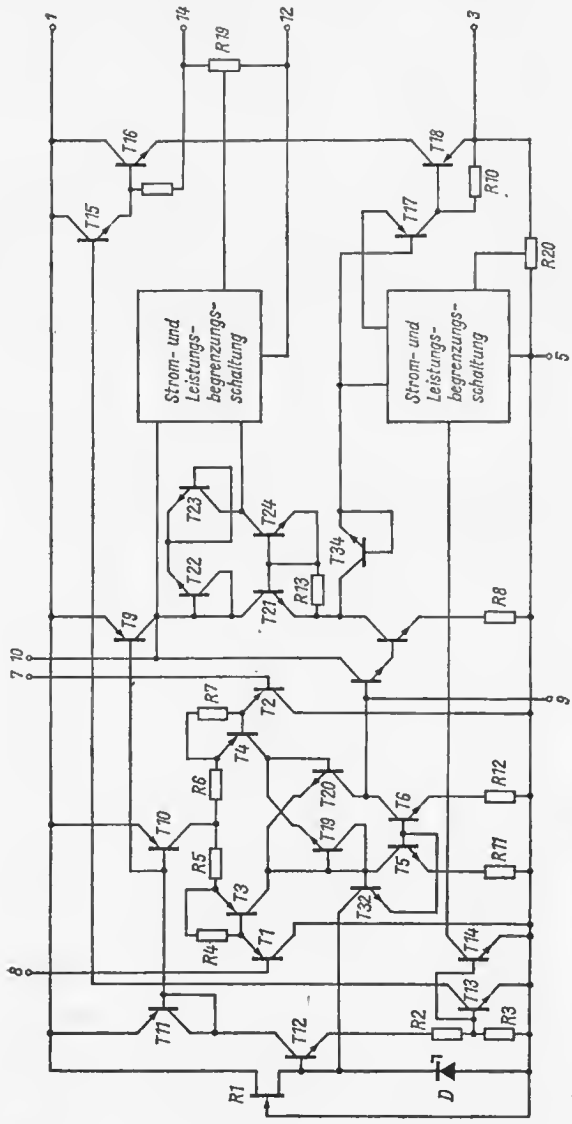 1
14
12
3
R19
T16
T15
T18
R10
T17
R20
Strom- und
Leistungs-
begrenzungs-
schaltung
Strom- und
Leistungs-
begrenzungs-
schaltung
5
T23
T24
T22
T21
R13
T34
T9
R8
10
7
R7
T2
9
T4
R6
T20
T6
R12
T10
R5
T19
T5
R11
T3
R4
T1
T32
8
T14
T13
T11
T12
R2
R3
R1
D